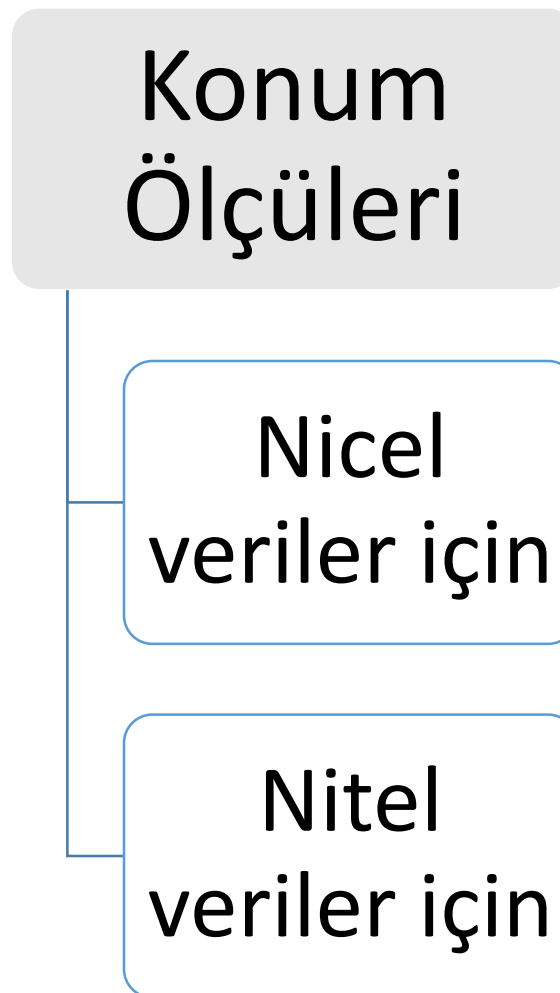 Konum
Ölçüleri
Nicel
veriler için
Nitel
veriler için